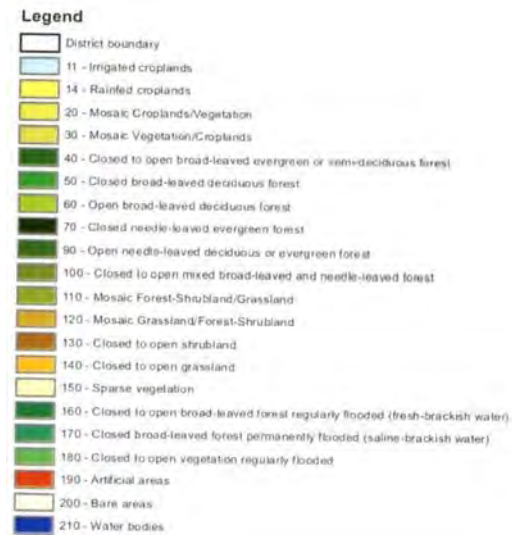 Legend
District boundary
11 - Irrigated croplands
14 - Rainfed croplands
20 - Mosaic Croplands/Vegetation
30 - Mosaic Vegetation/Croplands
40 - Closed to open broad-leaved evergreen or semi-deciduous forest
50 - Closed broad-leaved deciduous forest
60 - Open broad-leaved deciduous forest
70 - Closed needle-leaved evergreen forest
90 - Open needle-leaved deciduous or evergreen forest
100 - Closed to open mixed broad-leaved and needle-leaved forest
110 - Mosaic Forest-Shrubland/Grassland
120 - Mosaic Grassland/Forest-Shrubland
130 - Closed to open shrubland
140 - Closed to open grassland
150 - Sparse vegetation
160 - Closed to open broad-leaved forest regularly flooded (fresh-brackish water)
170 - Closed broad-leaved forest permanently flooded (saline-brackish water)
180 - Closed to open vegetation regularly flooded
190 - Artificial areas
200 - Bare areas
210 - Water bodies